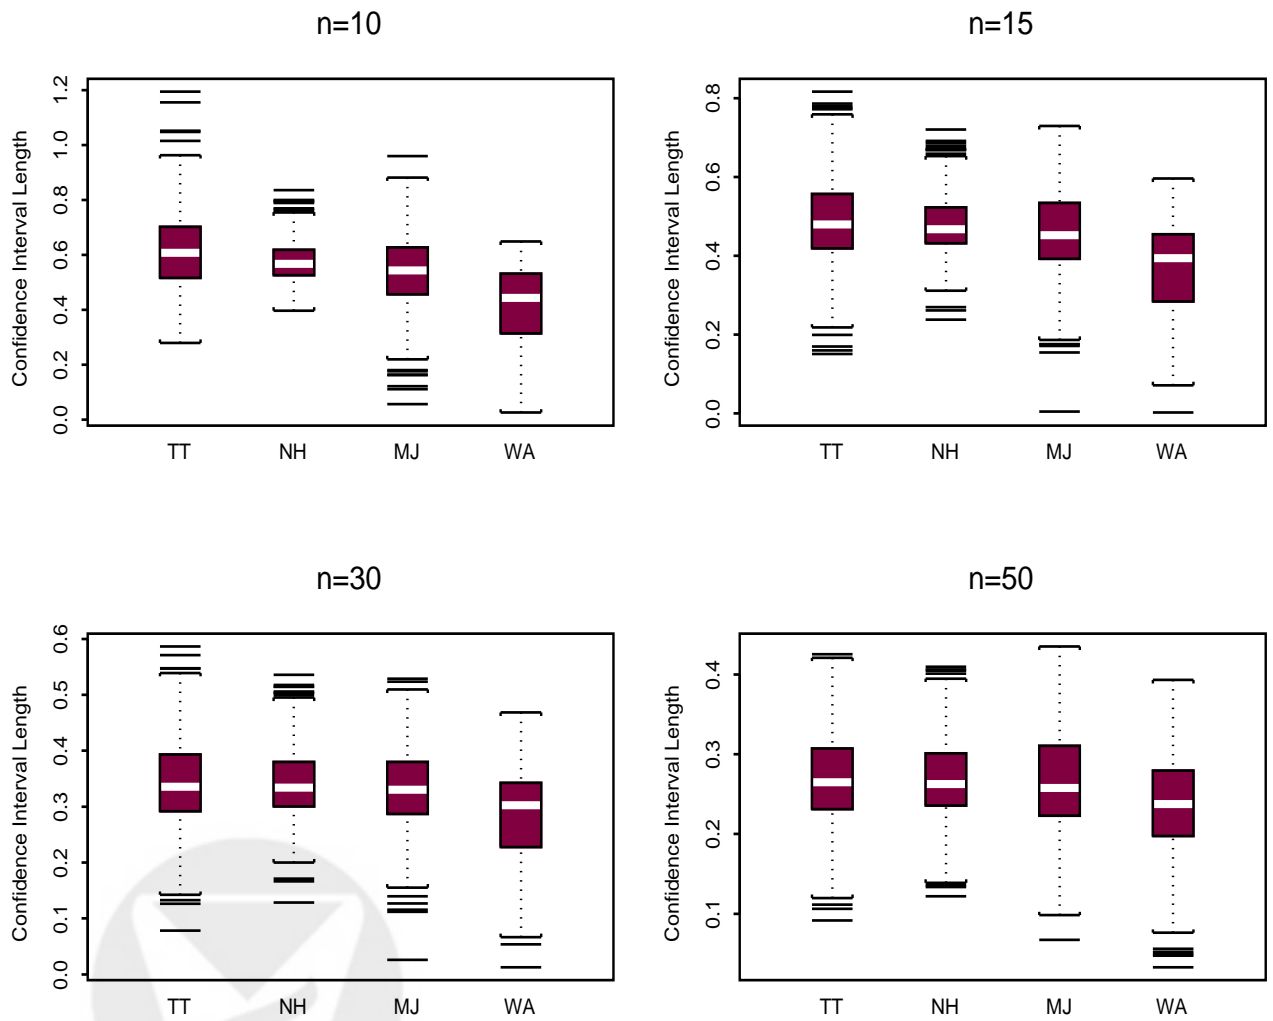 n=10
n=15
Confidence Interval Length
0.0 0.2 0.4 0.6 0.8 1.0 1.2
TT NH MJ WA
Confidence Interval Length
0.0 0.2 0.4 0.6 0.8
TT NH MJ WA
n=30
n=50
Confidence Interval Length
0.0 0.1 0.2 0.3 0.4 0.5 0.6
TT NH MJ WA
Confidence Interval Length
0.1 0.2 0.3 0.4
TT NH MJ WA